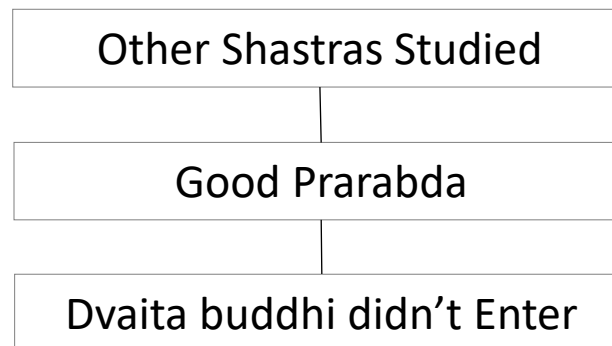 Other Shastras Studied
Good Prarabda
Dvaita buddhi didn’t Enter